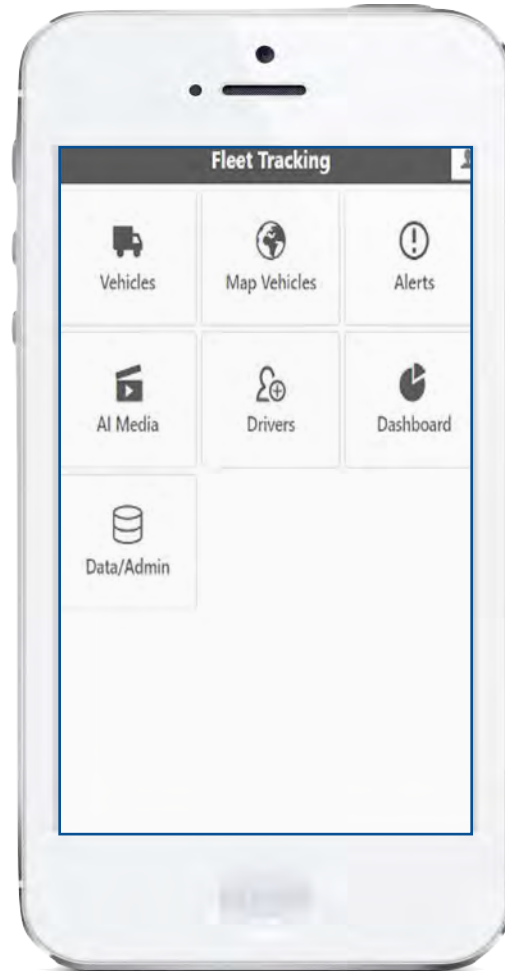 Fleet Tracking
Vehicles
Map Vehicles
Alerts
AI Media
Drivers
Dashboard
Data/Admin